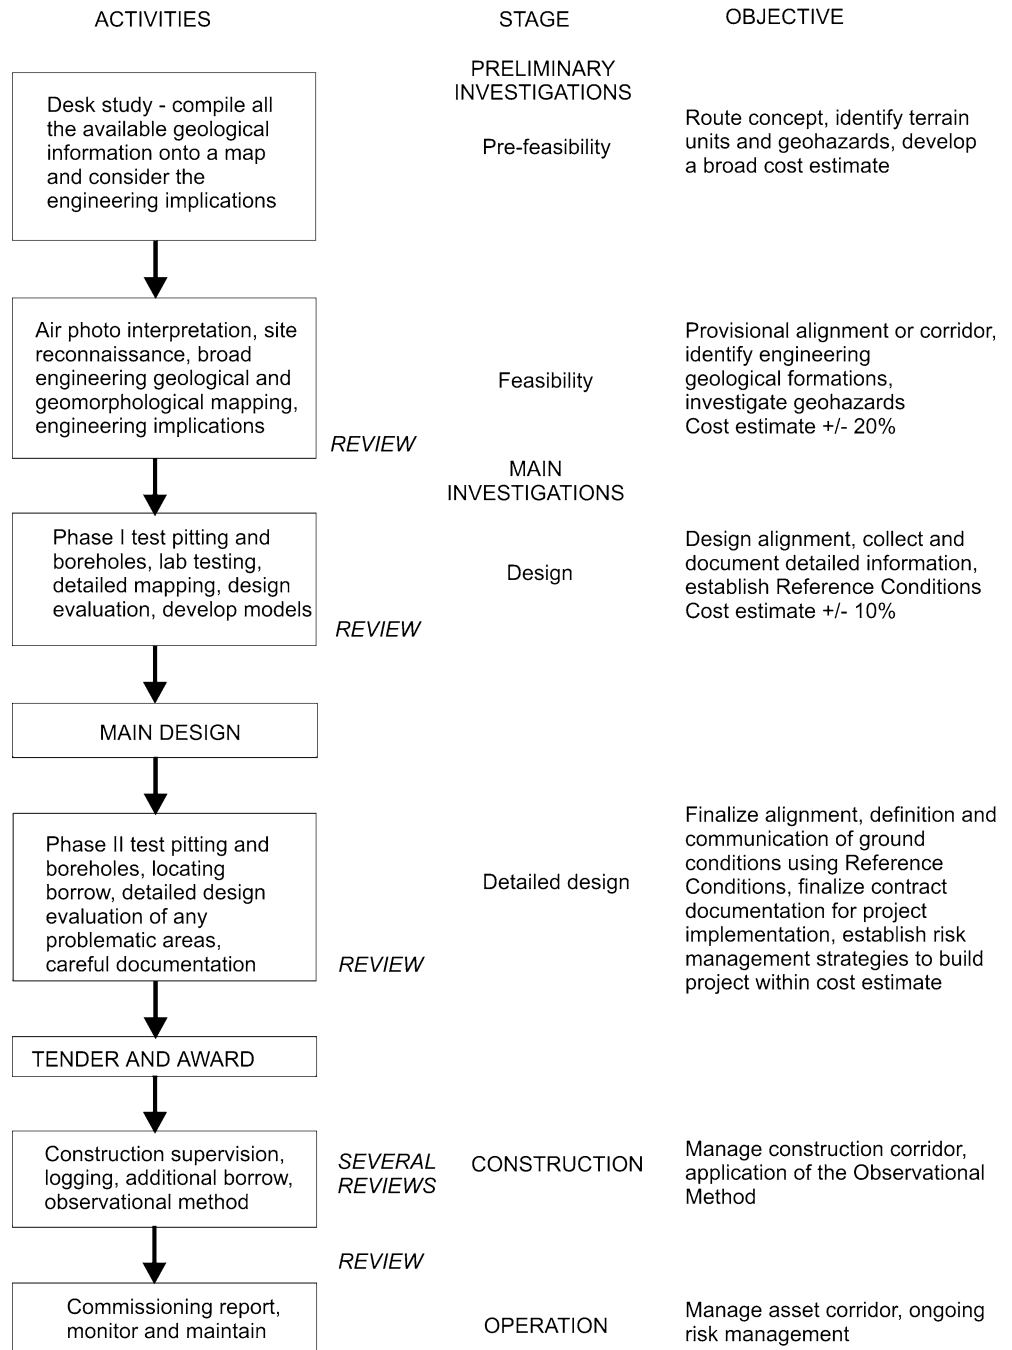 ACTIVITIES
STAGE
OBJECTIVE
PRELIMINARY
INVESTIGATIONS
Desk study - compile all
the available geological
information onto a map
and consider the
engineering implications
Pre-feasibility
Route concept, identify terrain
units and geohazards, develop
a broad cost estimate
Air photo interpretation, site
reconnaissance, broad
engineering geological and
geomorphological mapping,
engineering implications
REVIEW
Feasibility
Provisional alignment or corridor,
identify engineering
geological formations,
investigate geohazards
Cost estimate +/- 20%
MAIN
INVESTIGATIONS
Phase I test pitting and
boreholes, lab testing,
detailed mapping, design
evaluation, develop models
REVIEW
Design
Design alignment, collect and
document detailed information,
establish Reference Conditions
Cost estimate +/- 10%
MAIN DESIGN
Phase II test pitting and
boreholes, locating
borrow, detailed design
evaluation of any
problematic areas,
careful documentation
REVIEW
Detailed design
Finalize alignment, definition and
communication of ground
conditions using Reference
Conditions, finalize contract
documentation for project
implementation, establish risk
management strategies to build
project within cost estimate
TENDER AND AWARD
Construction supervision,
logging, additional borrow,
observational method
SEVERAL
REVIEWS
CONSTRUCTION
Manage construction corridor,
application of the Observational
Method
REVIEW
Commissioning report,
monitor and maintain
OPERATION
Manage asset corridor, ongoing
risk management